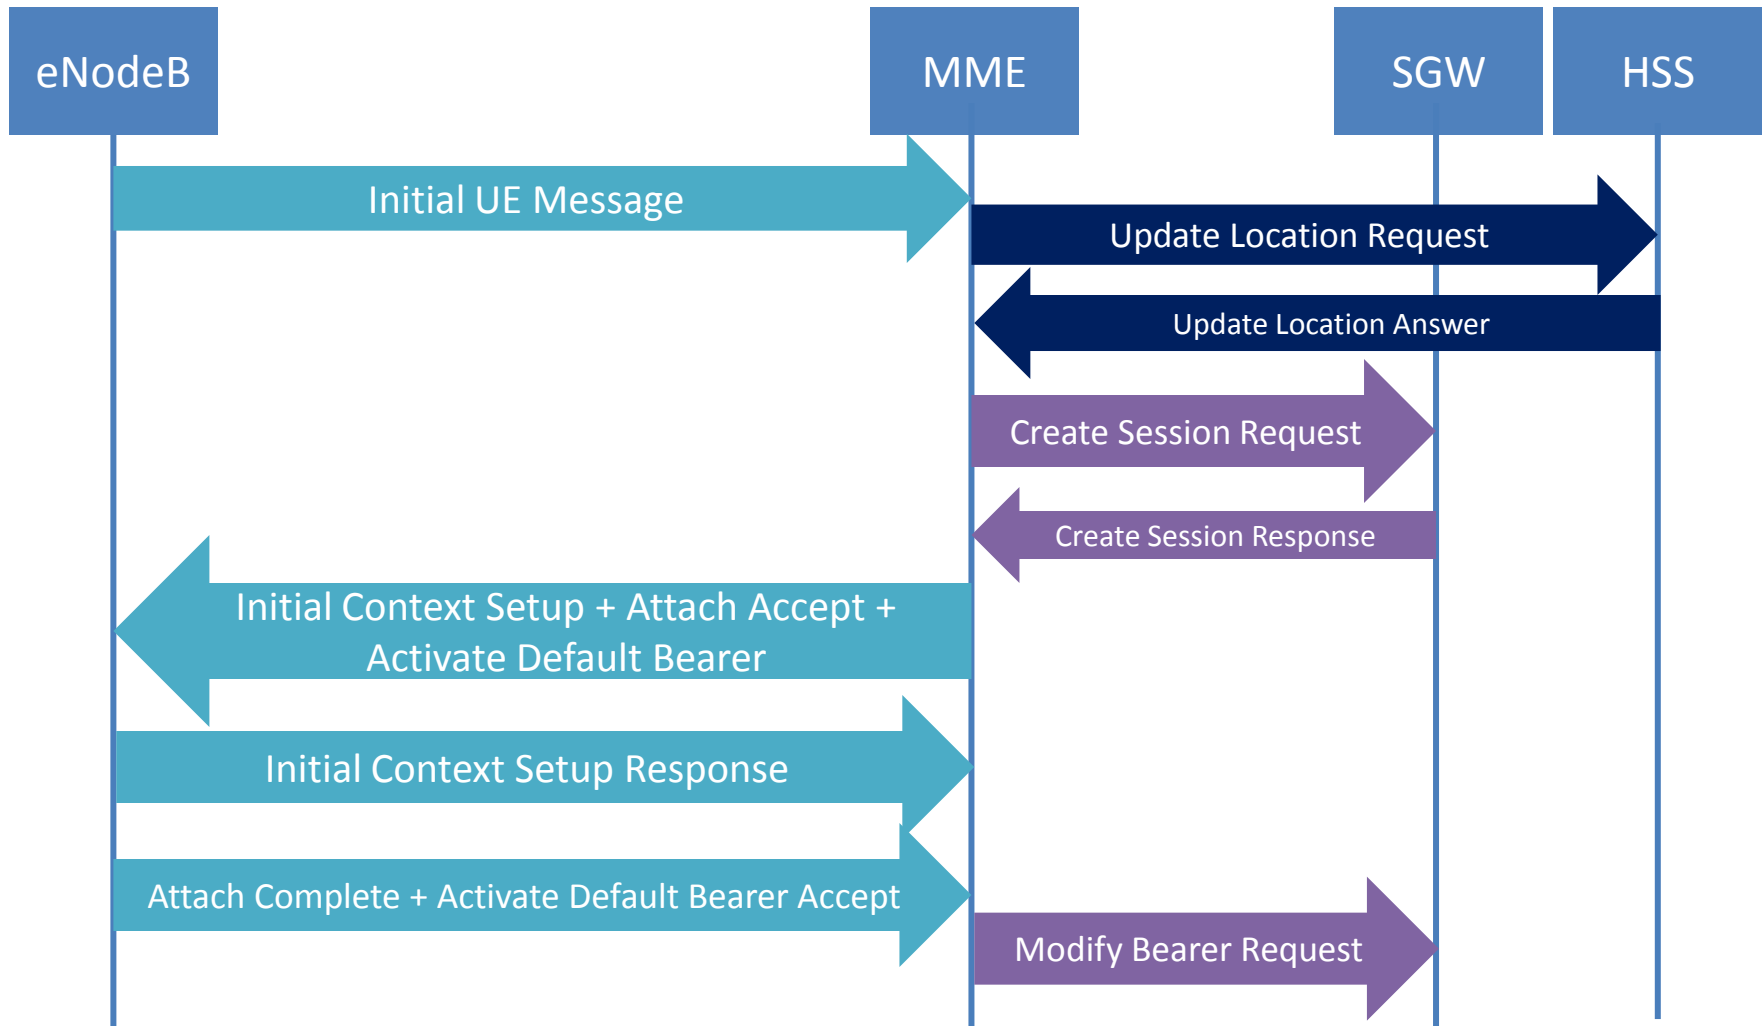 eNodeB
MME
SGW
HSS
Initial UE Message
Update Location Request
Update Location Answer
Create Session Request
Create Session Response
Initial Context Setup + Attach Accept +
Activate Default Bearer
Initial Context Setup Response
Attach Complete + Activate Default Bearer Accept
Modify Bearer Request